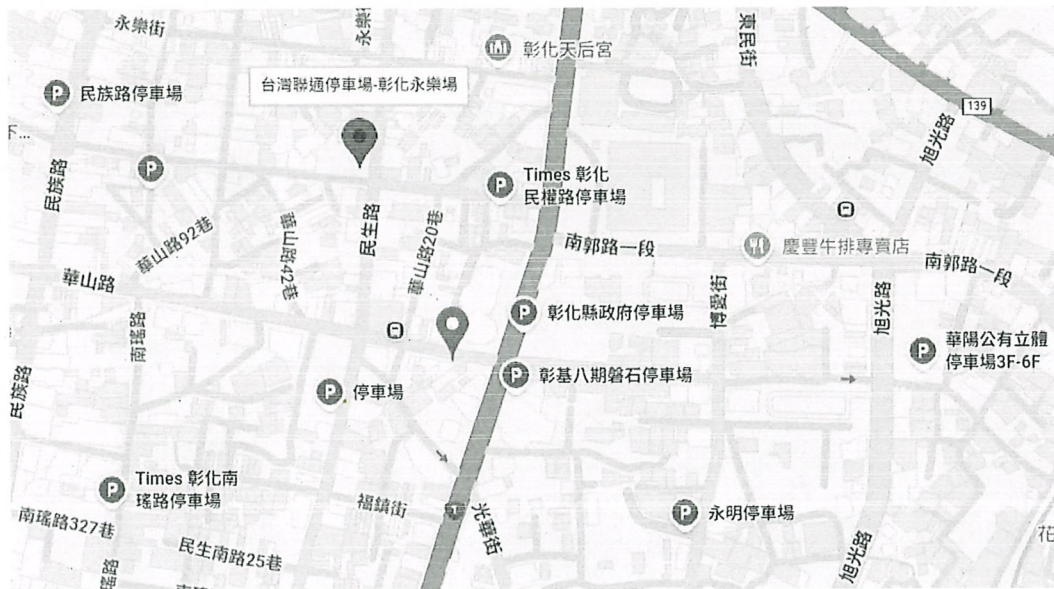 永樂街
彰化天后宮
東民街
台灣聯通停車場-彰化永樂場
民族路停車場
139
旭光路
下...
民族路
Times 彰化
民權路停車場
民生路
華山路92巷
華山路42巷
華山路20巷
南郭路一段
慶豐牛排專賣店
南郭路一段
華山路
南瑤路
彰化縣政府停車場
博愛街
旭光路
華陽公有立體
停車場3F-6F
民族路
停車場
彰基八期磐石停車場
Times 彰化南
瑤路停車場
福鎮街
光華街
永明停車場
南瑤路327巷
民生南路25巷
旭光路
花
瑤路